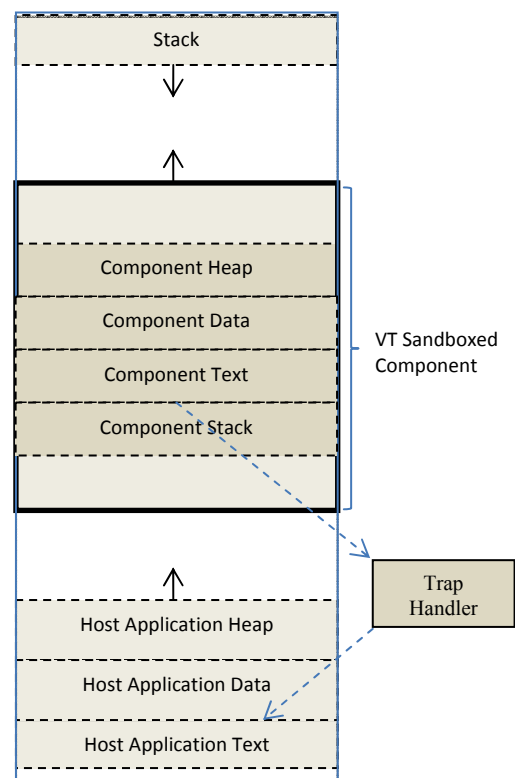 Stack
Component Heap
Component Data
Component Text
Component Stack
VT Sandboxed
Component
Trap
Handler
Host Application Heap
Host Application Data
Host Application Text